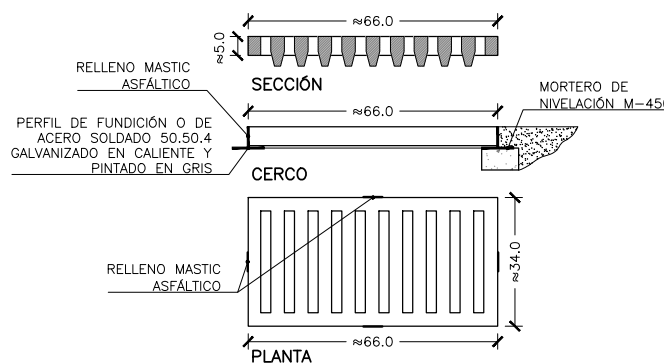 ≈66.0
≈5.0
SECCIÓN
RELLENO MASTIC
ASFÁLTICO
≈66.0
MORTERO DE
NIVELACIÓN M-450
PERFIL DE FUNDICIÓN O DE
ACERO SOLDADO 50.50.4
GALVANIZADO EN CALIENTE Y
PINTADO EN GRIS
CERCO
RELLENO MASTIC
ASFÁLTICO
≈34.0
≈66.0
PLANTA